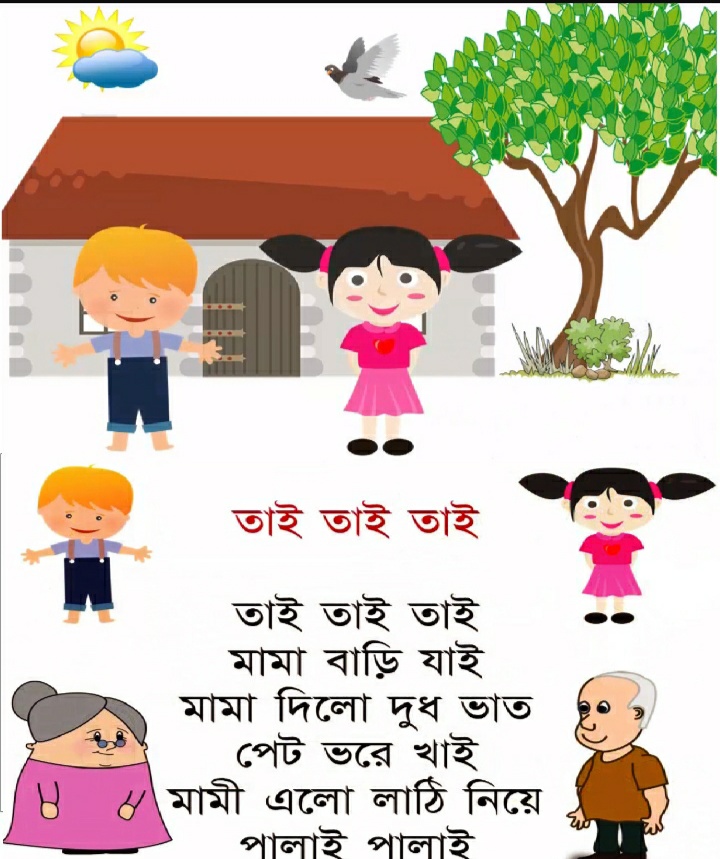 তাই তাই তাই
তাই তাই তাই
মামা বাড়ি যাই
মামা দিলো দুধ ভাত
পেট ভরে খাই
মামী এলো লাঠি নিয়ে
পালাই পালাই